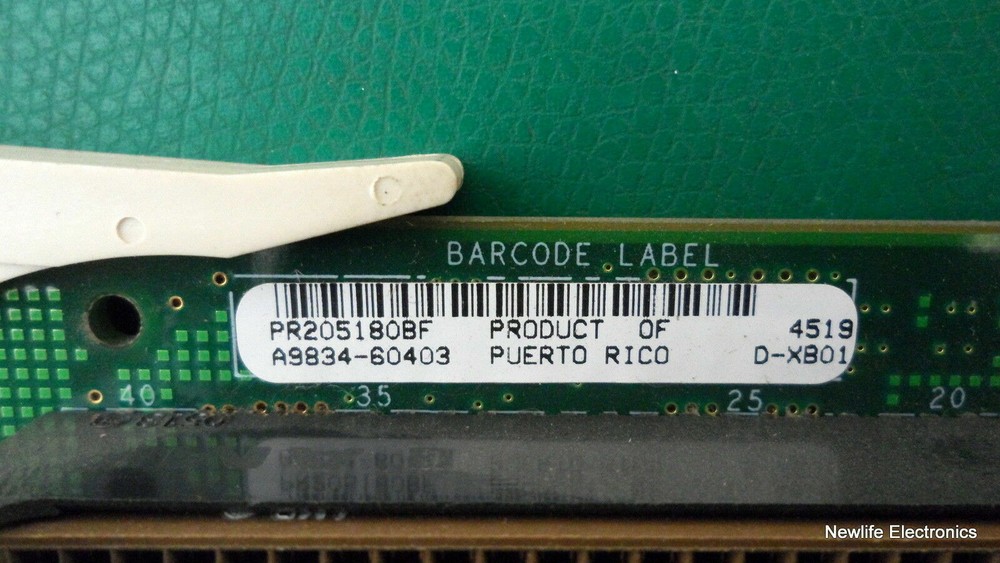 BARCODE LABEL
PR205180BF PRODUCT OF 4519
A9834-60403 PUERTO RICO D-XB01
40 35 25 20
Newlife Electronics